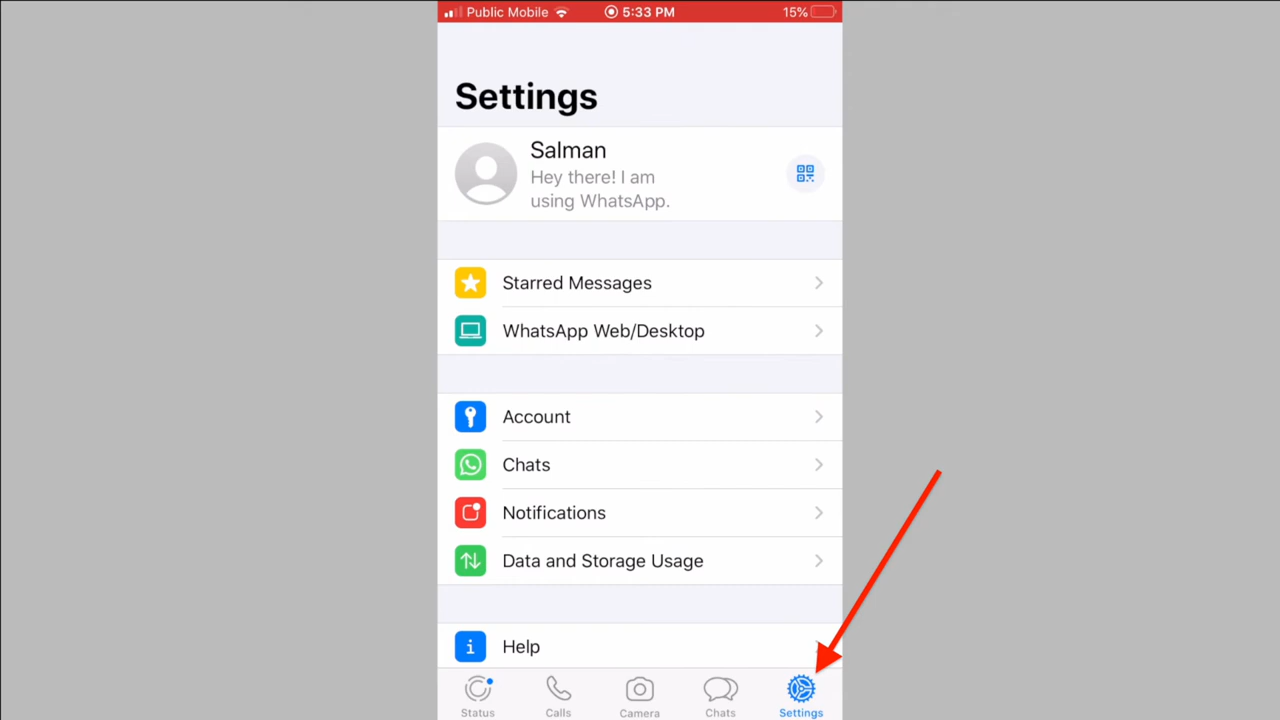 Public Mobile 5:33 PM 15%
Settings
Salman
Hey there! I am
using WhatsApp.
Starred Messages
WhatsApp Web/Desktop
Account
Chats
Notifications
Data and Storage Usage
Help
Status Calls Camera Chats Settings